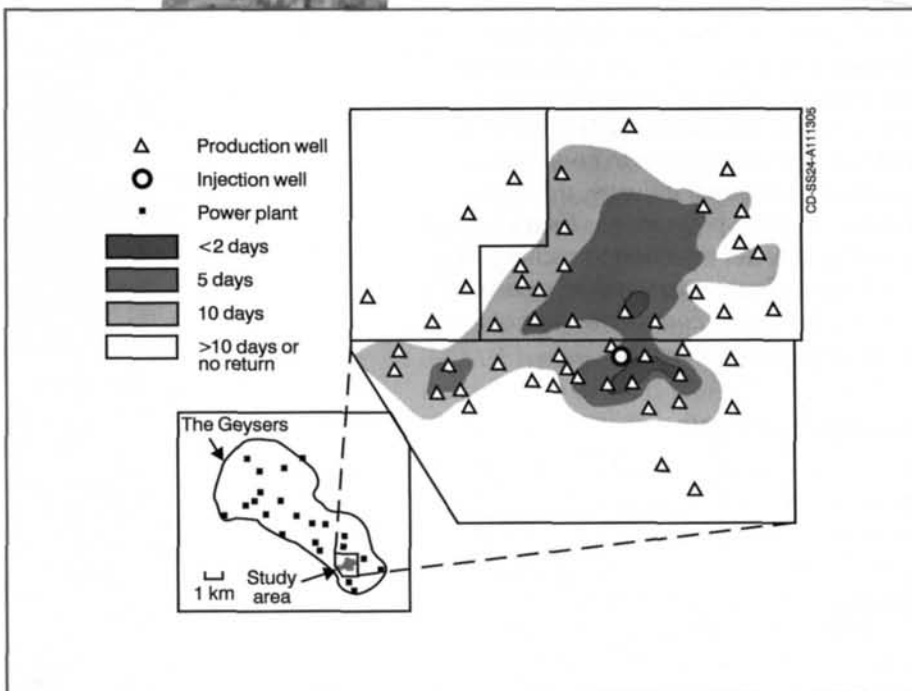 Production well
Injection well
Power plant
<2 days
5 days
10 days
>10 days or
no return
CD-SS24-A111305
The Geysers
Study
area
1 km